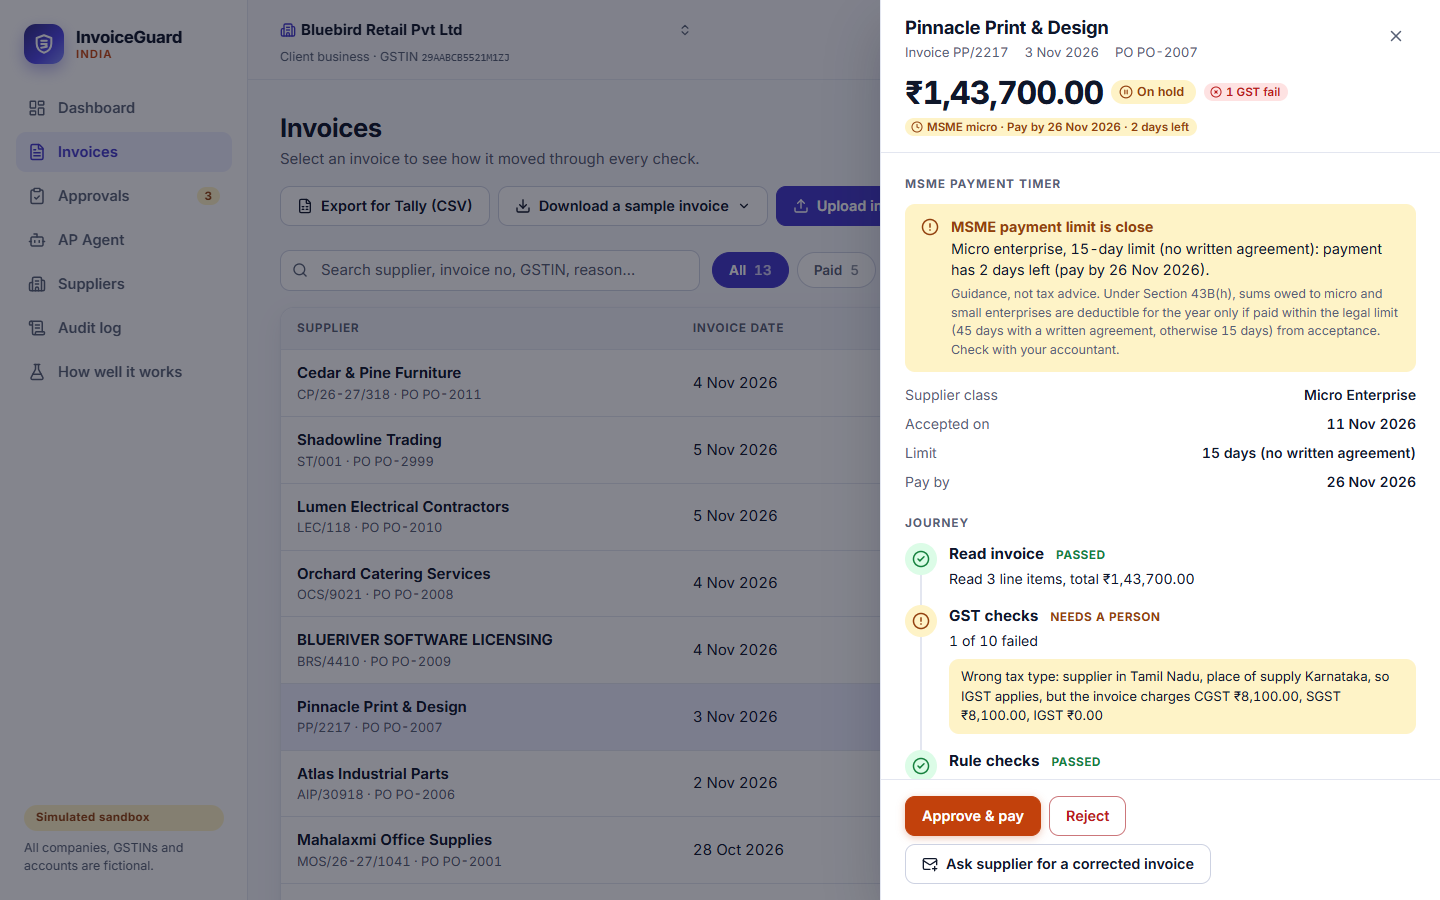 InvoiceGuard
INDIA
Dashboard
Invoices
Approvals 3
AP Agent
Suppliers
Audit log
How well it works
Simulated sandbox
All companies, GSTINs and
accounts are fictional.
Bluebird Retail Pvt Ltd
Client business · GSTIN 29AABCB5521M1ZJ
Invoices
Select an invoice to see how it moved through every check.
Export for Tally (CSV)
Download a sample invoice
Upload in
Search supplier, invoice no, GSTIN, reason...
All 13
Paid 5
SUPPLIER INVOICE DATE
Cedar & Pine Furniture
CP/26-27/318 · PO PO-2011
4 Nov 2026
Shadowline Trading
ST/001 · PO PO-2999
5 Nov 2026
Lumen Electrical Contractors
LEC/118 · PO PO-2010
5 Nov 2026
Orchard Catering Services
OCS/9021 · PO PO-2008
4 Nov 2026
BLUERIVER SOFTWARE LICENSING
BRS/4410 · PO PO-2009
4 Nov 2026
Pinnacle Print & Design
PP/2217 · PO PO-2007
3 Nov 2026
Atlas Industrial Parts
AIP/30918 · PO PO-2006
2 Nov 2026
Mahalaxmi Office Supplies
MOS/26-27/1041 · PO PO-2001
28 Oct 2026
Pinnacle Print & Design
Invoice PP/2217 3 Nov 2026 PO PO-2007
₹1,43,700.00 On hold 1 GST fail
MSME micro · Pay by 26 Nov 2026 · 2 days left
MSME PAYMENT TIMER
MSME payment limit is close
Micro enterprise, 15-day limit (no written agreement): payment
has 2 days left (pay by 26 Nov 2026).
Guidance, not tax advice. Under Section 43B(h), sums owed to micro and
small enterprises are deductible for the year only if paid within the legal limit
(45 days with a written agreement, otherwise 15 days) from acceptance.
Check with your accountant.
Supplier class Micro Enterprise
Accepted on 11 Nov 2026
Limit 15 days (no written agreement)
Pay by 26 Nov 2026
JOURNEY
Read invoice PASSED
Read 3 line items, total ₹1,43,700.00
GST checks NEEDS A PERSON
1 of 10 failed
Wrong tax type: supplier in Tamil Nadu, place of supply Karnataka, so
IGST applies, but the invoice charges CGST ₹8,100.00, SGST
₹8,100.00, IGST ₹0.00
Rule checks PASSED
Approve & pay
Reject
Ask supplier for a corrected invoice